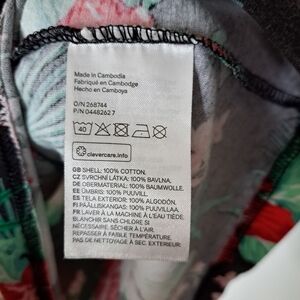 Made in Cambodia
Fabriqué en Cambodge
Hecho en Camboya
O/N 268744
P/N 04482627
40
clevercare.info
GB SHELL: 100% COTTON.
CZ SVRCHNÍ LÁTKA: 100% BAVLNA.
DE OBERMATERIAL: 100% BAUMWOLLE.
EE ÜMBRIS: 100% PUUVILL.
ES TELA EXTERIOR: 100% ALGODÓN.
FI PÄÄLLISKANGAS: 100% PUUVILLAA.
FR LAVER À LA MACHINE À L'EAU TIÈDE.
BLANCHIR SANS CHLORE SI
NÉCESSAIRE. SÉCHER À L'AIR.
REPASSER À FAIBLE TEMPÉRATURE
PAS DE NETTOYAGE À SEC. EXTERIEUR: